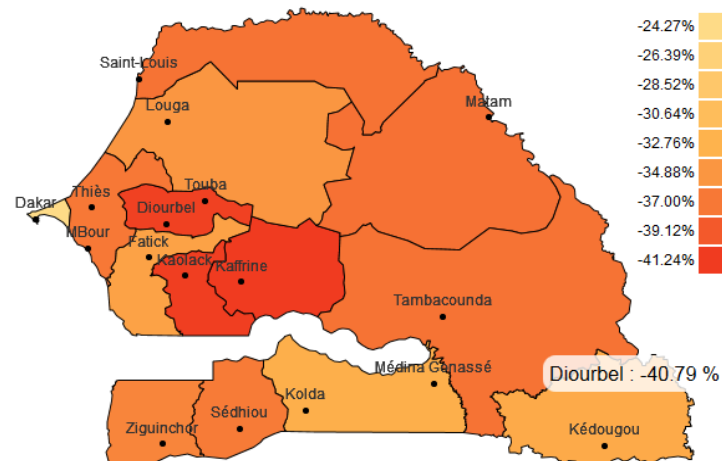 -24.27%
-26.39%
-28.52%
-30.64%
-32.76%
-34.88%
-37.00%
-39.12%
-41.24%
Saint-Louis
Matam
Louga
Touba
Thiès
Dakar
Diourbel
MBour
Fatick
Kaolack
Kaffrine
Tambacounda
Médina Gonassé
Diourbel : -40.79 %
Kolda
Sédhiou
Ziguinchor
Kédougou